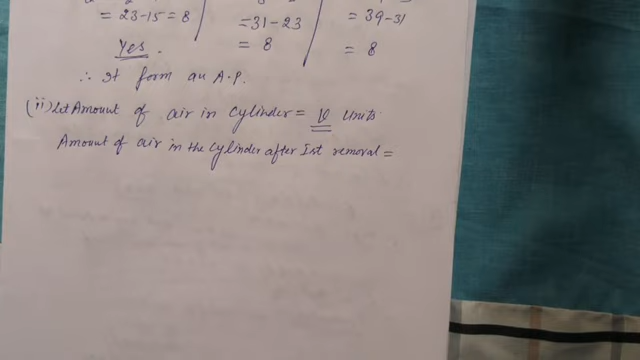 = 23-15 = 8 = 31-23 = 39-31
Yes. = 8 = 8
∴ It form an A.P.
(ii) Let Amount of air in cylinder = V units.
Amount of air in the cylinder after Ist removal =